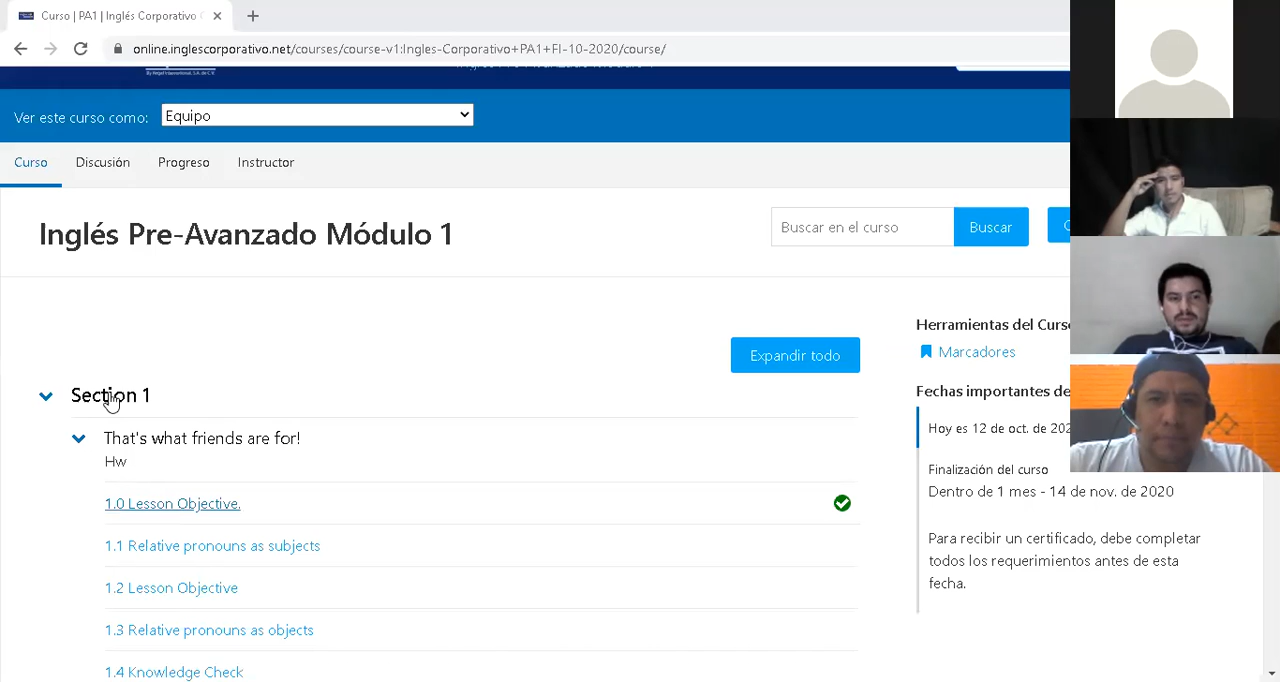 Curso | PA1 | Inglés Corporativo
online.inglescorporativo.net/courses/course-v1:Ingles-Corporativo+PA1+FI-10-2020/course/
Ver este curso como:
Equipo
Curso
Discusión
Progreso
Instructor
Inglés Pre-Avanzado Módulo 1
Buscar en el curso
Buscar
Expandir todo
Herramientas del Curso
Marcadores
Section 1
Fechas importantes de
Hoy es 12 de oct. de 202
That's what friends are for!
Hw
Finalización del curso
Dentro de 1 mes - 14 de nov. de 2020
1.0 Lesson Objective.
1.1 Relative pronouns as subjects
Para recibir un certificado, debe completar
todos los requerimientos antes de esta
fecha.
1.2 Lesson Objective
1.3 Relative pronouns as objects
1.4 Knowledge Check